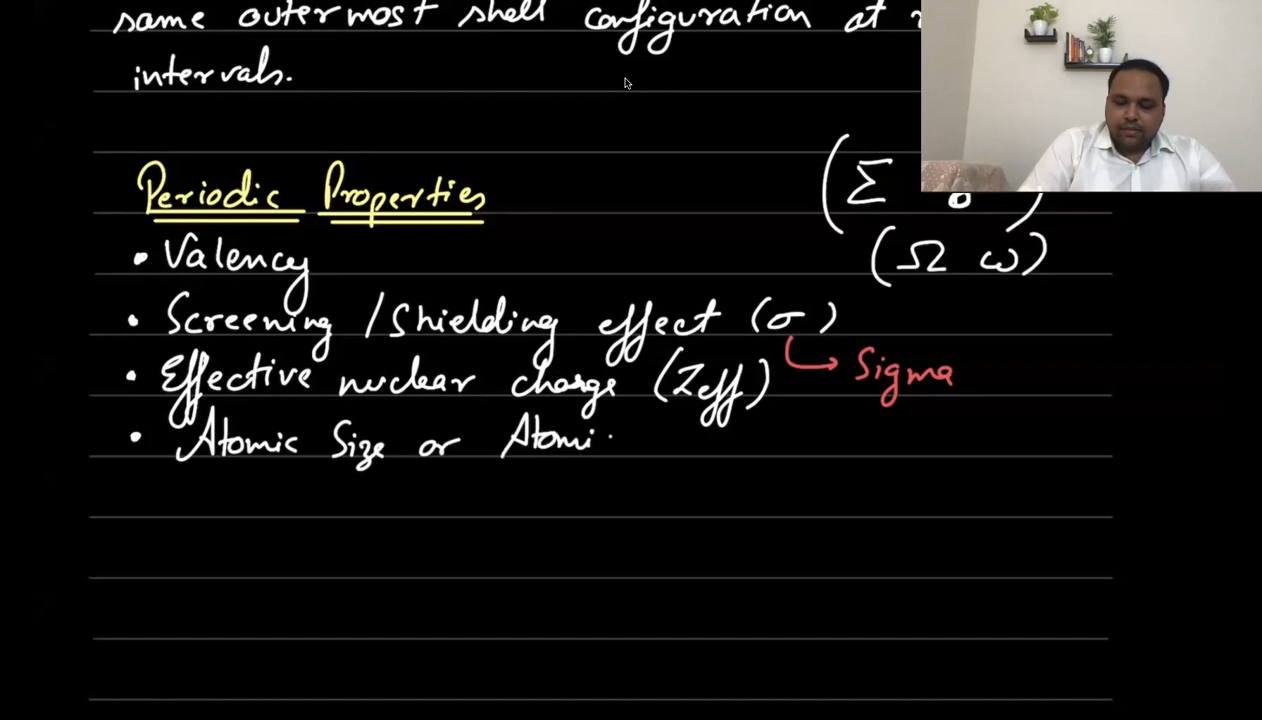 same outermost shell configuration at
intervals.
Periodic Properties
(Σ )
(Ω ω)
• Valency
• Screening / Shielding effect (σ)
Sigma
• Effective nuclear charge (Zeff)
• Atomic Size or Atomi